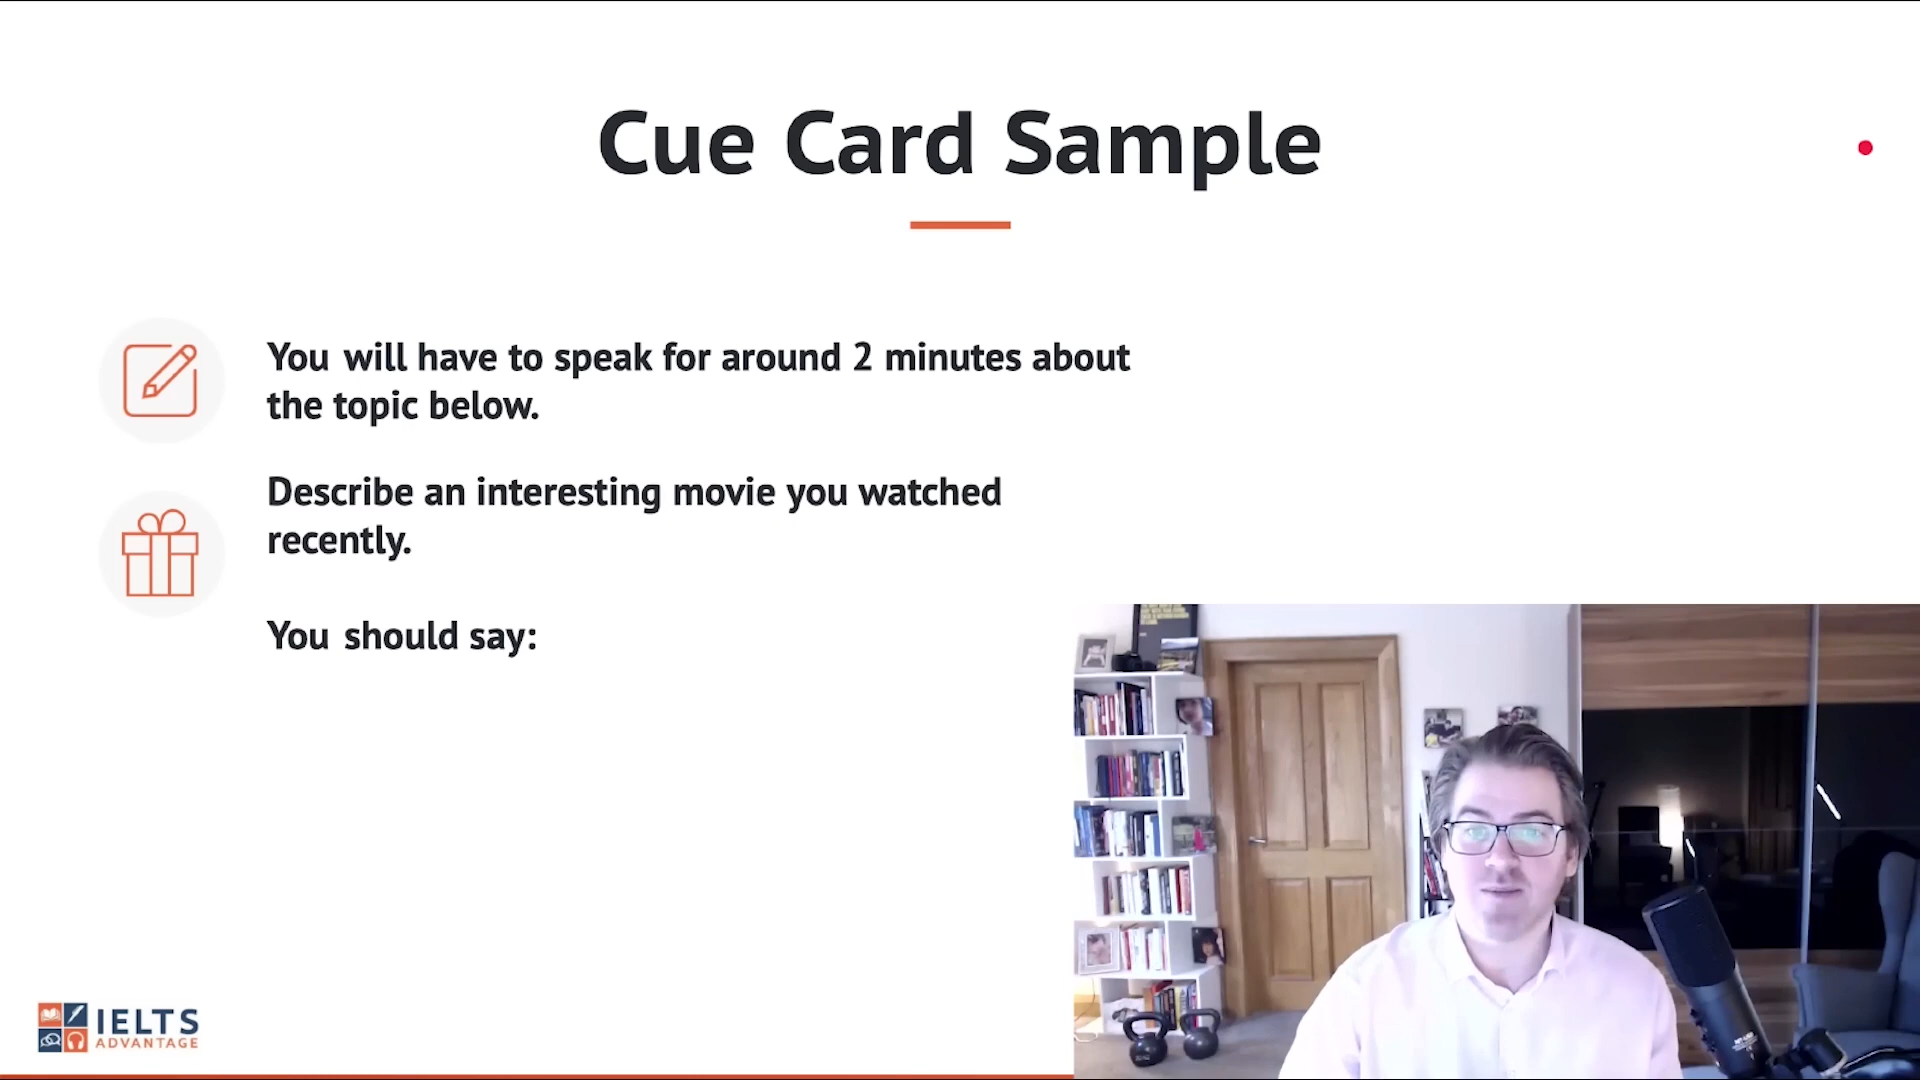 Cue Card Sample
You will have to speak for around 2 minutes about
the topic below.
Describe an interesting movie you watched
recently.
You should say:
IELTS
ADVANTAGE